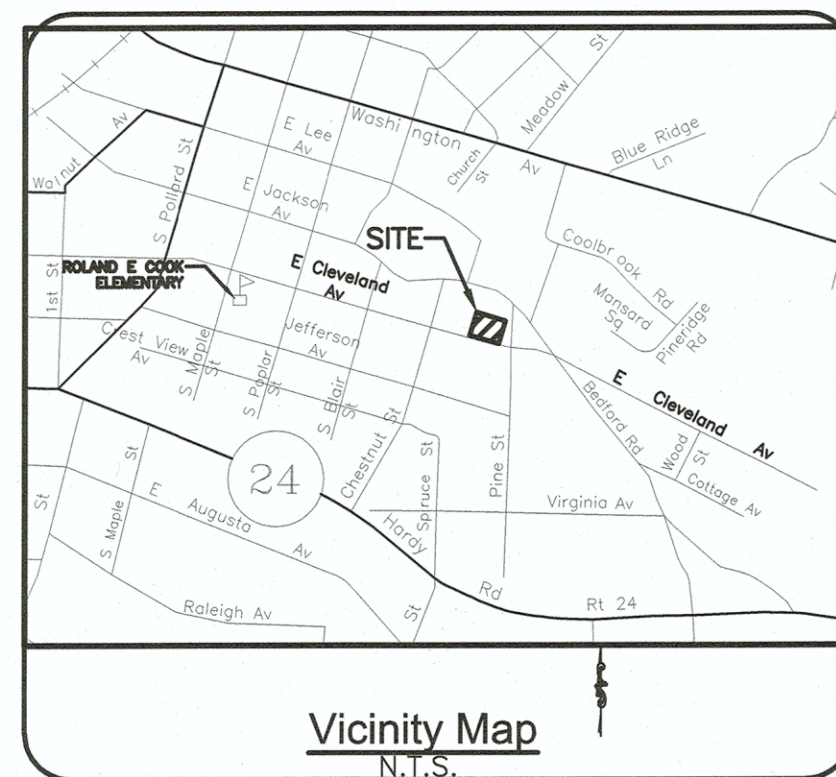 St
Meadow
Washington
Av
E Lee
Av
Church
St
Blue Ridge
Ln
Walnut
Av
S Pollard St
E Jackson
Av
SITE
Coolbrook Rd
Mansard
Sq
Pineridge
Rd
ROLAND E COOK
ELEMENTARY
E Cleveland
Av
1st St
Crest View
Av
Jefferson
Av
S Maple
St
S Poplar
St
S Blair
St
Chestnut St
Spruce St
Pine St
E Cleveland Av
Bedford Rd
Wood
St
Cottage Av
24
Virginia Av
Hardy
Rd
Rt 24
St
S Maple St
E Augusta Av
St
Raleigh Av
Vicinity Map
N.T.S.